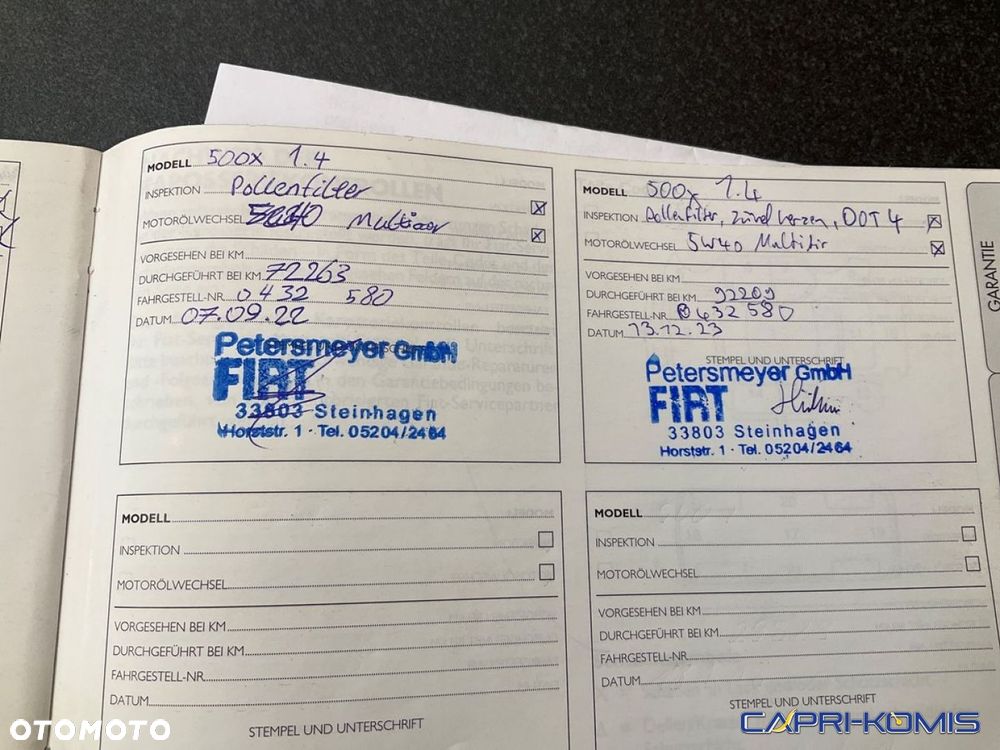 MODELL 500x 1.4
INSPEKTION Pollenfilter
MOTORÖLWECHSEL
VORGESEHEN BEI KM
DURCHGEFÜHRT BEI KM 72263
FAHRGESTELL-NR. 0432 580
DATUM 07.09.22
Petersmeyer GmbH
FIAT
33803 Steinhagen
Horststr. 1 · Tel. 05204/2464
MODELL 500x 1.4
INSPEKTION Pollenfilter, Zündkerzen, DOT 4
MOTORÖLWECHSEL 5W40
VORGESEHEN BEI KM
DURCHGEFÜHRT BEI KM 92209
FAHRGESTELL-NR. 0432580
DATUM 13.12.23
STEMPEL UND UNTERSCHRIFT
Petersmeyer GmbH
FIAT
33803 Steinhagen
Horststr. 1 · Tel. 05204/2464
MODELL
INSPEKTION
MOTORÖLWECHSEL
VORGESEHEN BEI KM
DURCHGEFÜHRT BEI KM
FAHRGESTELL-NR.
DATUM
STEMPEL UND UNTERSCHRIFT
MODELL
INSPEKTION
MOTORÖLWECHSEL
VORGESEHEN BEI KM
DURCHGEFÜHRT BEI KM
FAHRGESTELL-NR.
DATUM
STEMPEL UND UNTERSCHRIFT
GARANTIE
OTOMOTO
CAPRI-KOMIS